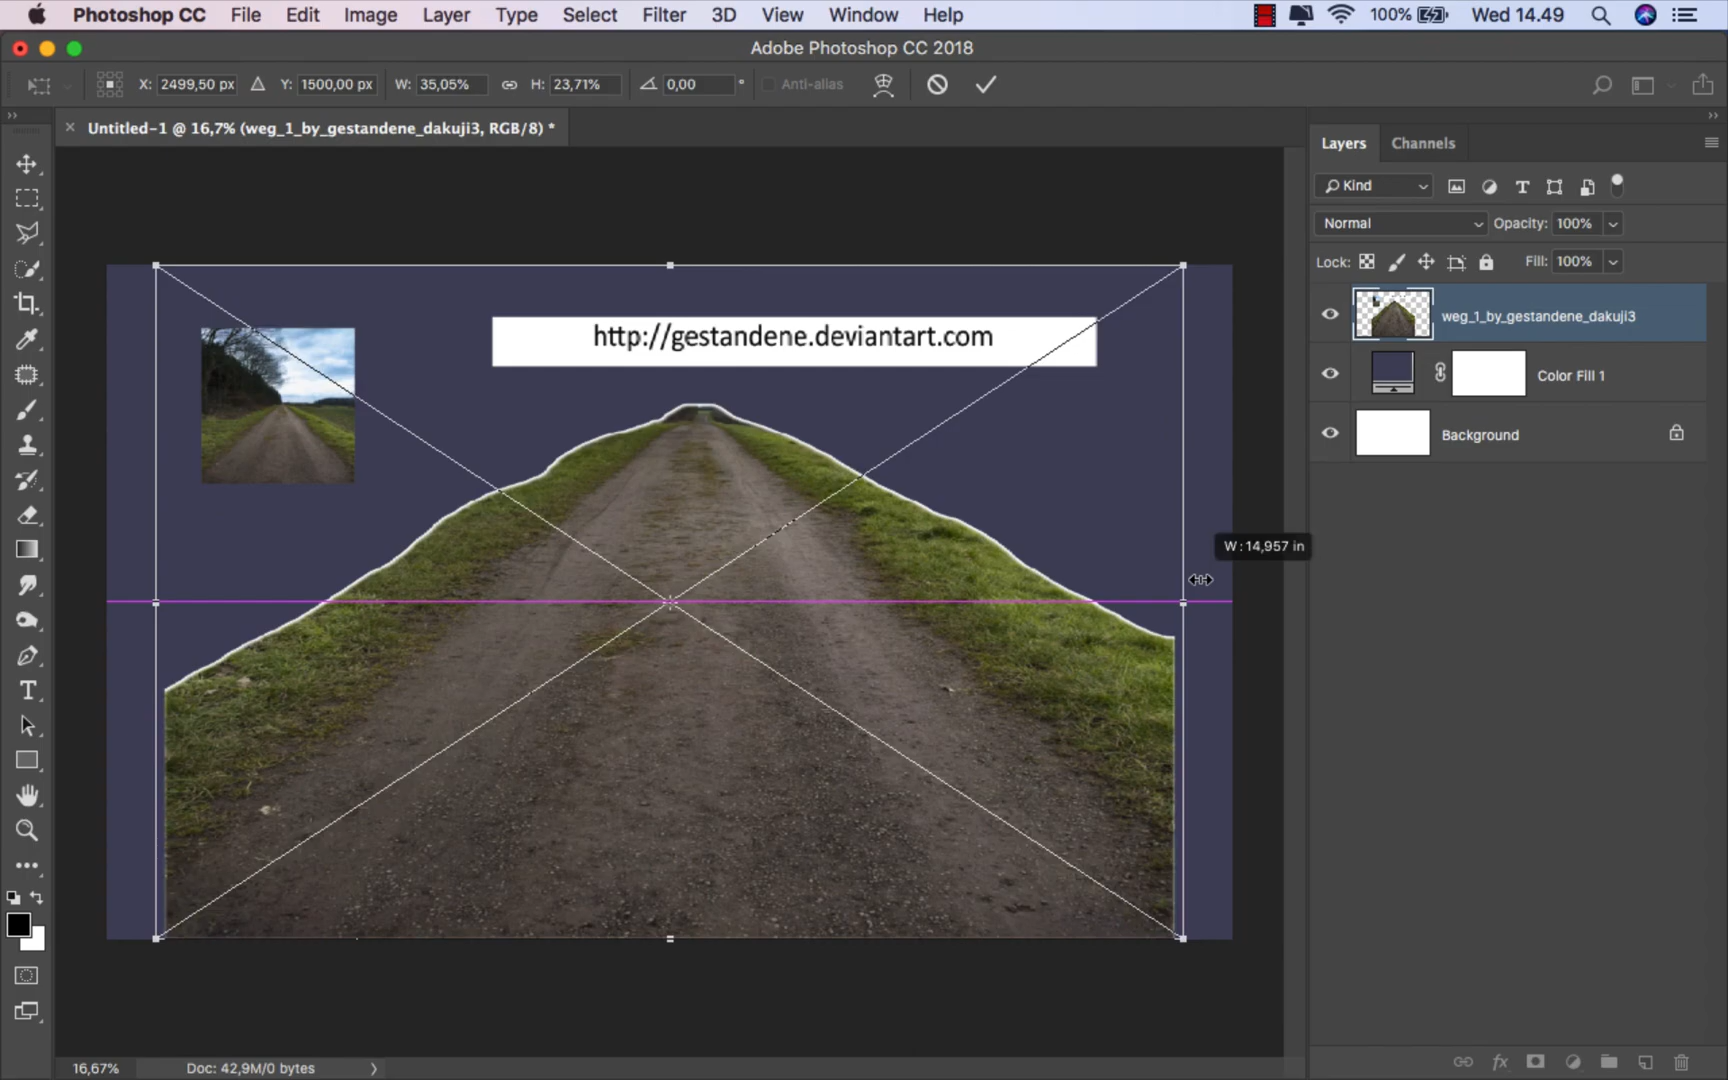 Photoshop CC File Edit Image Layer Type Select Filter 3D View Window Help 100% Wed 14.49
Adobe Photoshop CC 2018
X: 2499,50 px Y: 1500,00 px W: 35,05% H: 23,71% 0,00 ° Anti-alias
Untitled-1 @ 16,7% (weg_1_by_gestandene_dakuji3, RGB/8) *
Layers Channels
Kind
Normal Opacity: 100%
Lock: Fill: 100%
weg_1_by_gestandene_dakuji3
Color Fill 1
Background
http://gestandene.deviantart.com
W: 14,957 in
16,67% Doc: 42,9M/0 bytes